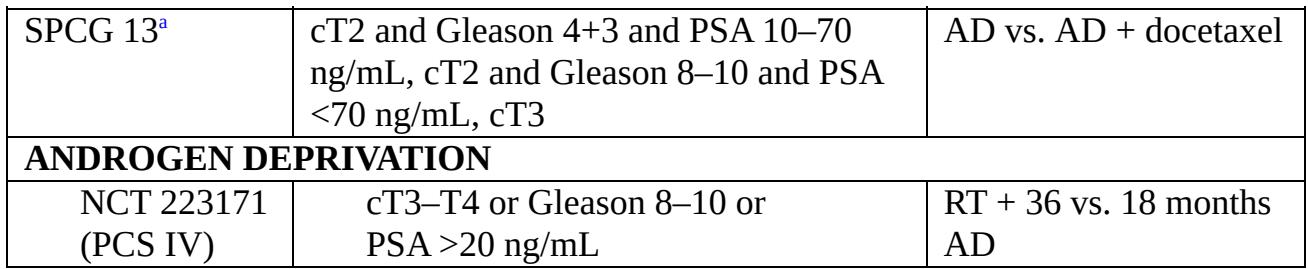 SPCG 13a
cT2 and Gleason 4+3 and PSA 10–70
ng/mL, cT2 and Gleason 8–10 and PSA
<70 ng/mL, cT3
AD vs. AD + docetaxel
ANDROGEN DEPRIVATION
NCT 223171
(PCS IV)
cT3–T4 or Gleason 8–10 or
PSA >20 ng/mL
RT + 36 vs. 18 months
AD